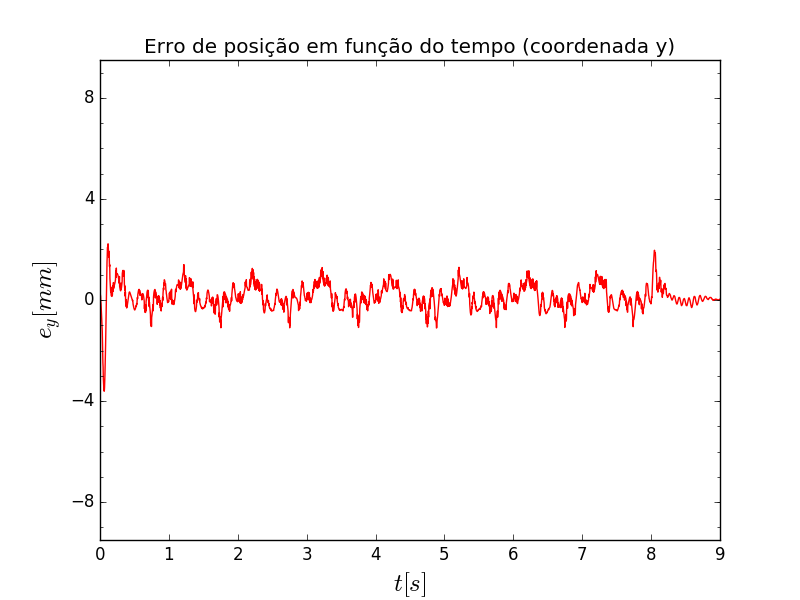 Erro de posição em função do tempo (coordenada y)
8
4
0
−4
−8
e_y[mm]
0 1 2 3 4 5 6 7 8 9
t[s]